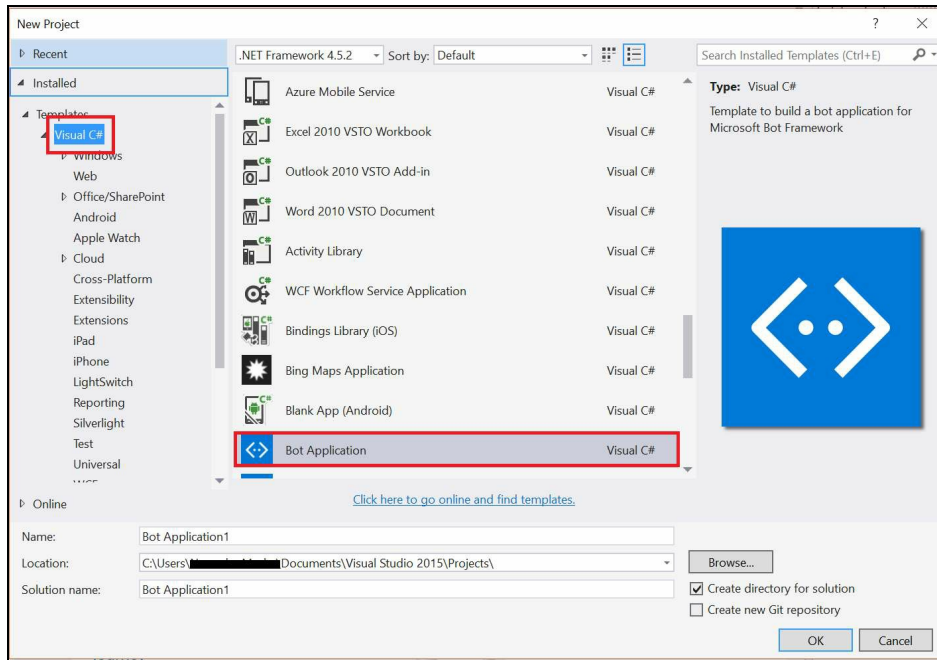 New Project
? ×
Recent
.NET Framework 4.5.2 Sort by: Default
Search Installed Templates (Ctrl+E)
Installed
Templates
Visual C#
Windows
Web
Office/SharePoint
Android
Apple Watch
Cloud
Cross-Platform
Extensibility
Extensions
iPad
iPhone
LightSwitch
Reporting
Silverlight
Test
Universal
WCF
Online
Azure Mobile Service Visual C#
Excel 2010 VSTO Workbook Visual C#
Outlook 2010 VSTO Add-in Visual C#
Word 2010 VSTO Document Visual C#
Activity Library Visual C#
WCF Workflow Service Application Visual C#
Bindings Library (iOS) Visual C#
Bing Maps Application Visual C#
Blank App (Android) Visual C#
Bot Application Visual C#
Click here to go online and find templates.
Type: Visual C#
Template to build a bot application for
Microsoft Bot Framework
Name: Bot Application1
Location: C:\Users\ Documents\Visual Studio 2015\Projects\
Browse...
Solution name: Bot Application1
Create directory for solution
Create new Git repository
OK Cancel